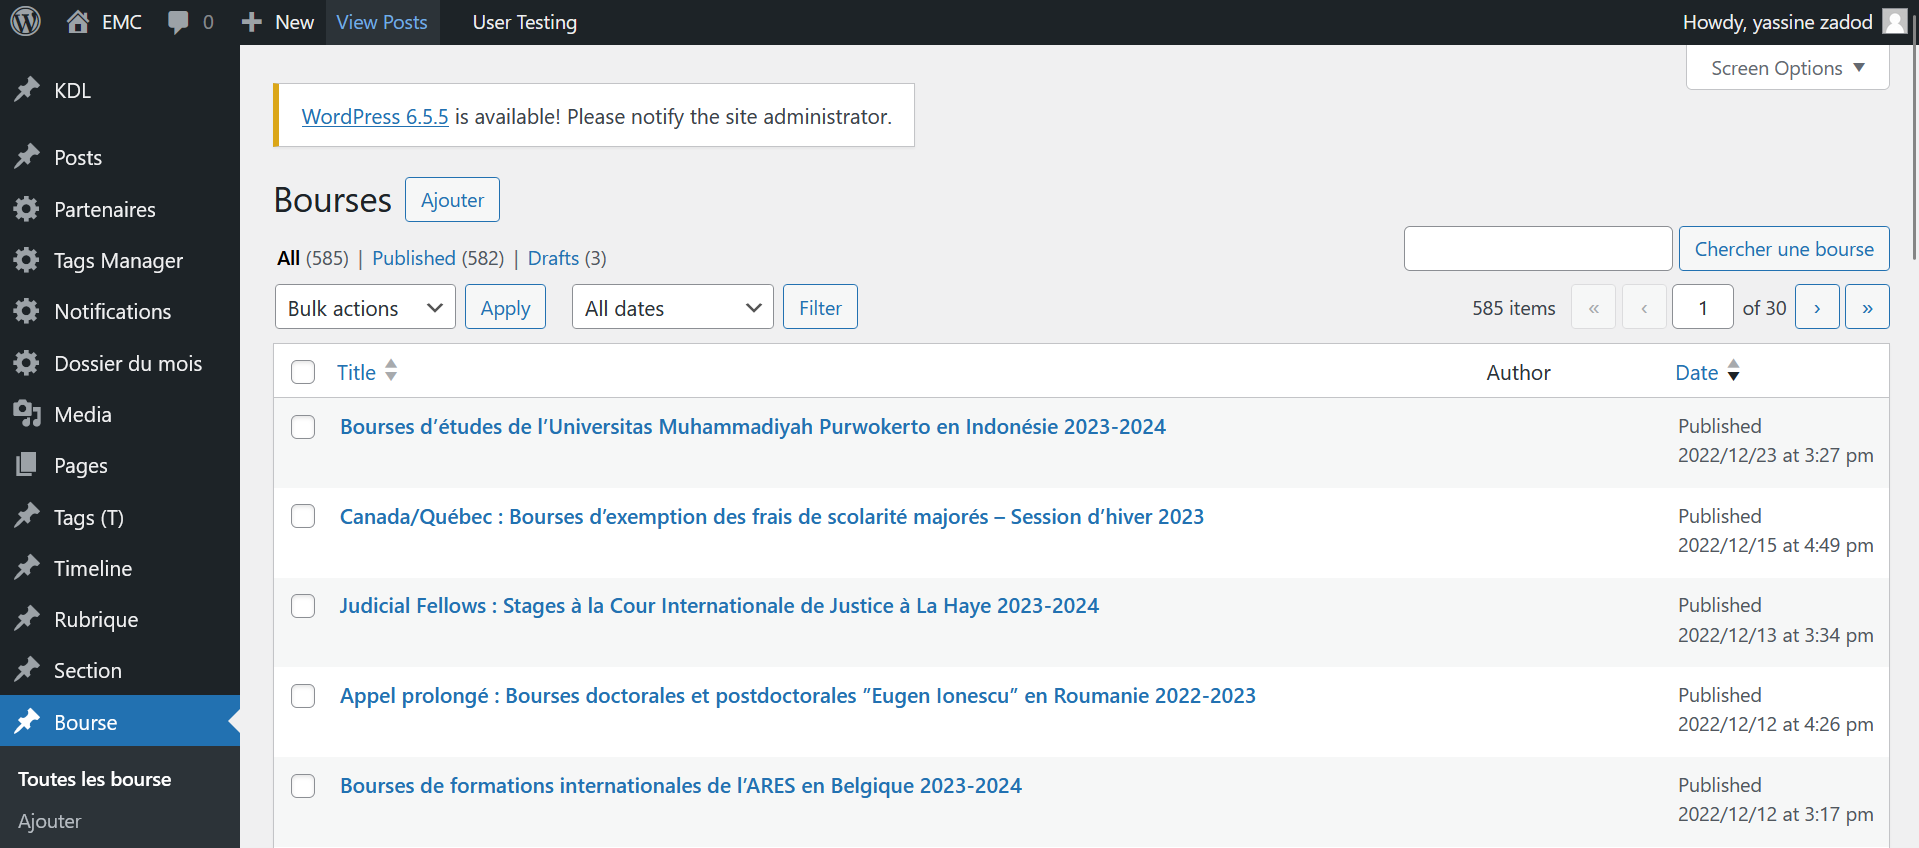 EMC 0 New View Posts User Testing Howdy, yassine zadod
Screen Options
KDL
Posts
Partenaires
Tags Manager
Notifications
Dossier du mois
Media
Pages
Tags (T)
Timeline
Rubrique
Section
Bourse
Toutes les bourse
Ajouter
WordPress 6.5.5 is available! Please notify the site administrator.
Bourses Ajouter
All (585) | Published (582) | Drafts (3)
Chercher une bourse
Bulk actions Apply All dates Filter 585 items « ‹ 1 of 30 › »
Title Author Date
Bourses d’études de l’Universitas Muhammadiyah Purwokerto en Indonésie 2023-2024 Published
2022/12/23 at 3:27 pm
Canada/Québec : Bourses d’exemption des frais de scolarité majorés – Session d’hiver 2023 Published
2022/12/15 at 4:49 pm
Judicial Fellows : Stages à la Cour Internationale de Justice à La Haye 2023-2024 Published
2022/12/13 at 3:34 pm
Appel prolongé : Bourses doctorales et postdoctorales ”Eugen Ionescu” en Roumanie 2022-2023 Published
2022/12/12 at 4:26 pm
Bourses de formations internationales de l’ARES en Belgique 2023-2024 Published
2022/12/12 at 3:17 pm